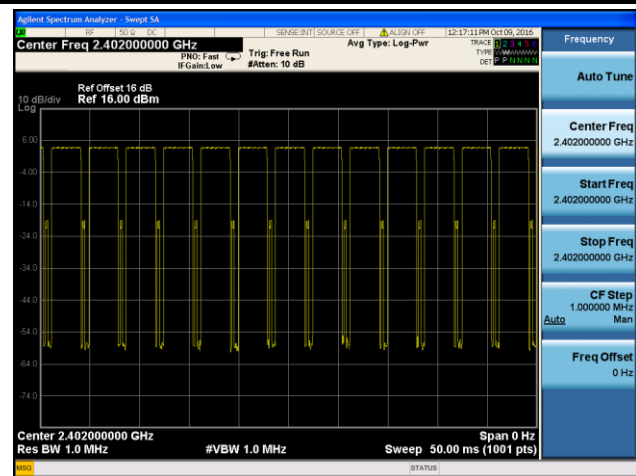 Agilent Spectrum Analyzer - Swept SA
RF 50 Ω DC SENSE:INT SOURCE OFF ALIGN OFF 12:17:11 PM Oct 09, 2016
Center Freq 2.402000000 GHz Avg Type: Log-Pwr TRACE 1 2 3 4 5 6
PNO: Fast Trig: Free Run TYPE
IFGain:Low #Atten: 10 dB DET P P N N N N
Ref Offset 16 dB
10 dB/div Ref 16.00 dBm
Log
6.00
-4.00
-14.0
-24.0
-34.0
-44.0
-54.0
-64.0
-74.0
Center 2.402000000 GHz Span 0 Hz
Res BW 1.0 MHz #VBW 1.0 MHz Sweep 50.00 ms (1001 pts)
MSG STATUS
Frequency
Auto Tune
Center Freq
2.402000000 GHz
Start Freq
2.402000000 GHz
Stop Freq
2.402000000 GHz
CF Step
1.000000 MHz
Auto Man
Freq Offset
0 Hz